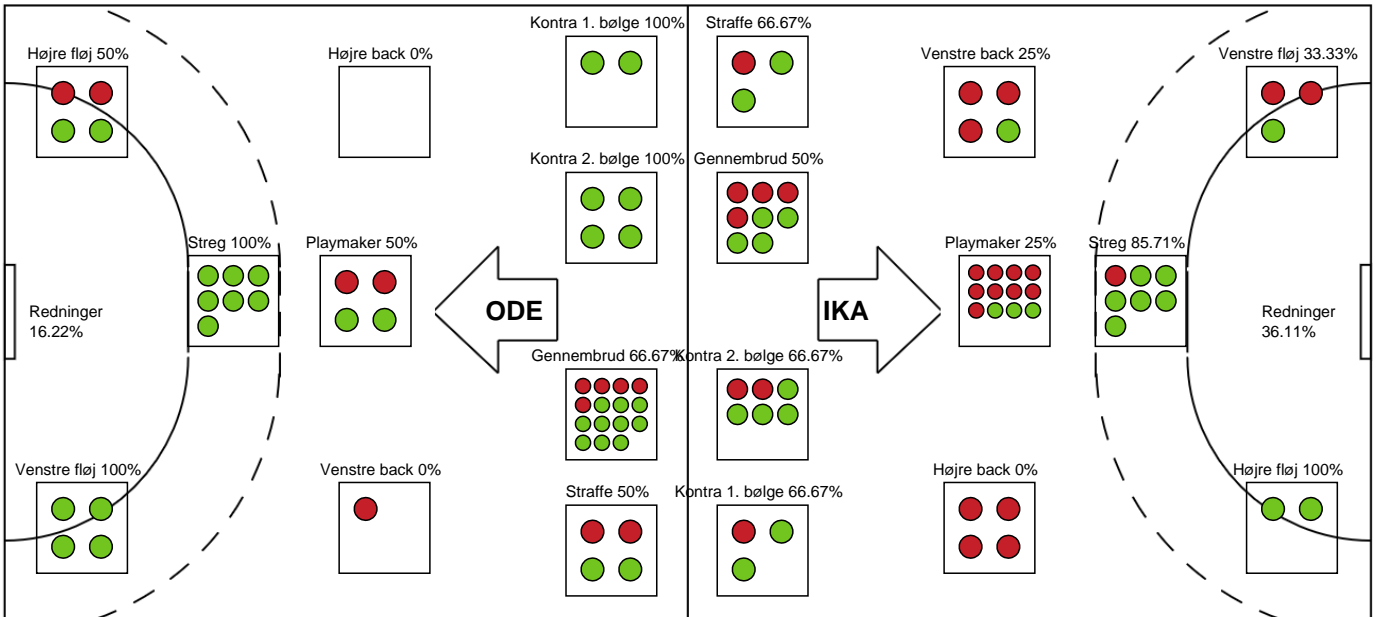 Kontra 1. bølge 100%
Straffe 66.67%
Højre fløj 50%
Højre back 0%
Venstre back 25%
Venstre fløj 33.33%
Kontra 2. bølge 100%
Gennembrud 50%
Streg 100%
Playmaker 50%
Playmaker 25%
Streg 85.71%
Redninger
16.22%
ODE
IKA
Redninger
36.11%
Gennembrud 66.67%
Kontra 2. bølge 66.67%
Venstre fløj 100%
Venstre back 0%
Straffe 50%
Kontra 1. bølge 66.67%
Højre back 0%
Højre fløj 100%